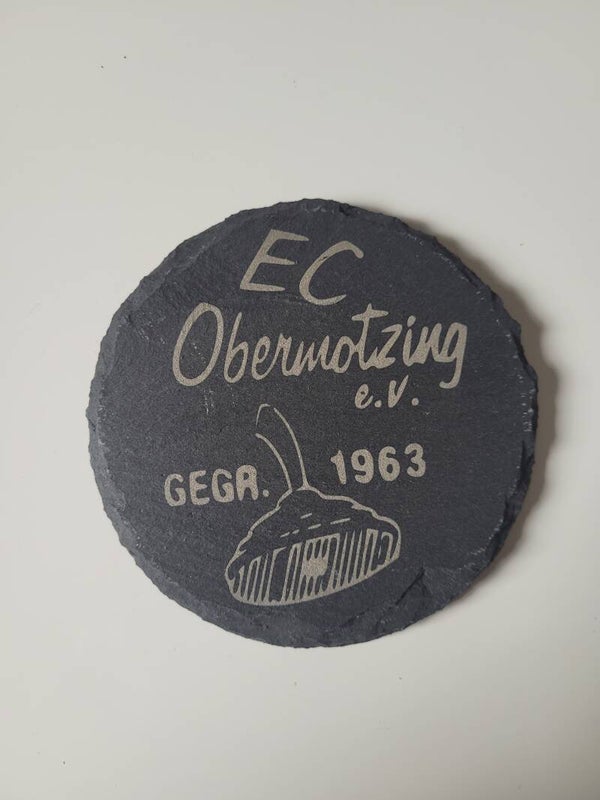 EC
Obermotzing
e.V.
GEGR. 1963